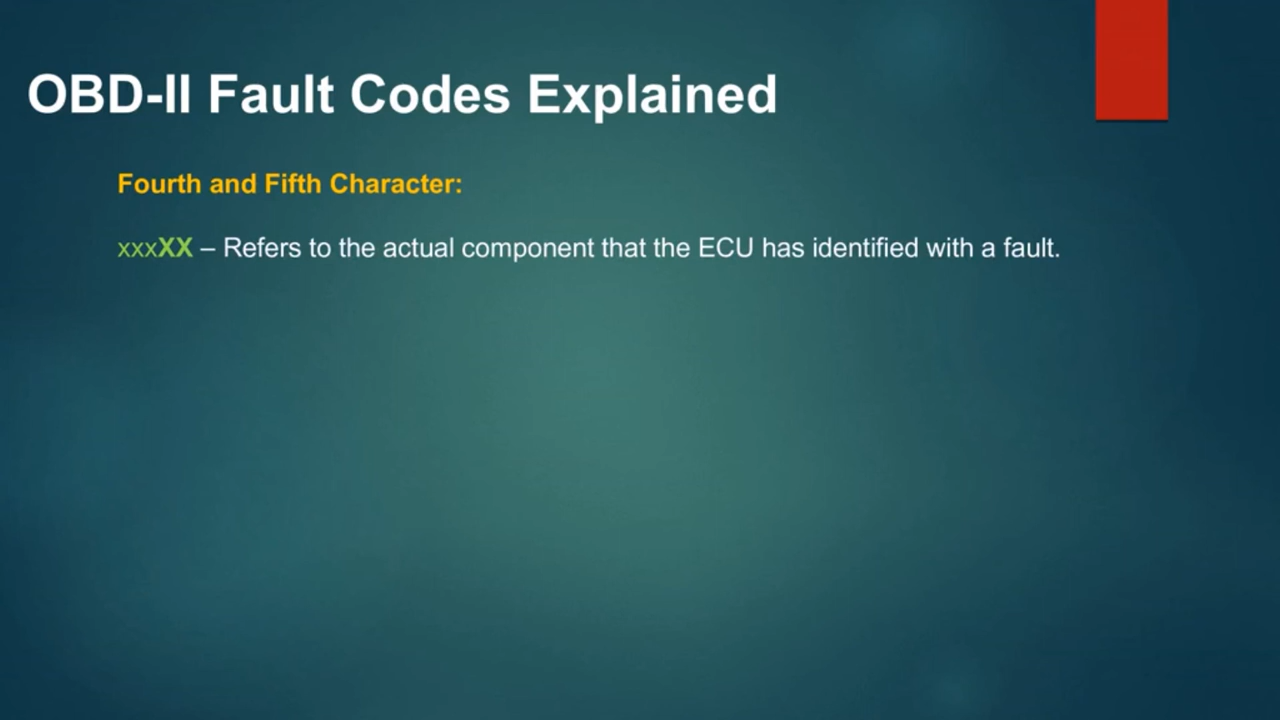 OBD-II Fault Codes Explained
Fourth and Fifth Character:
xxxXX – Refers to the actual component that the ECU has identified with a fault.